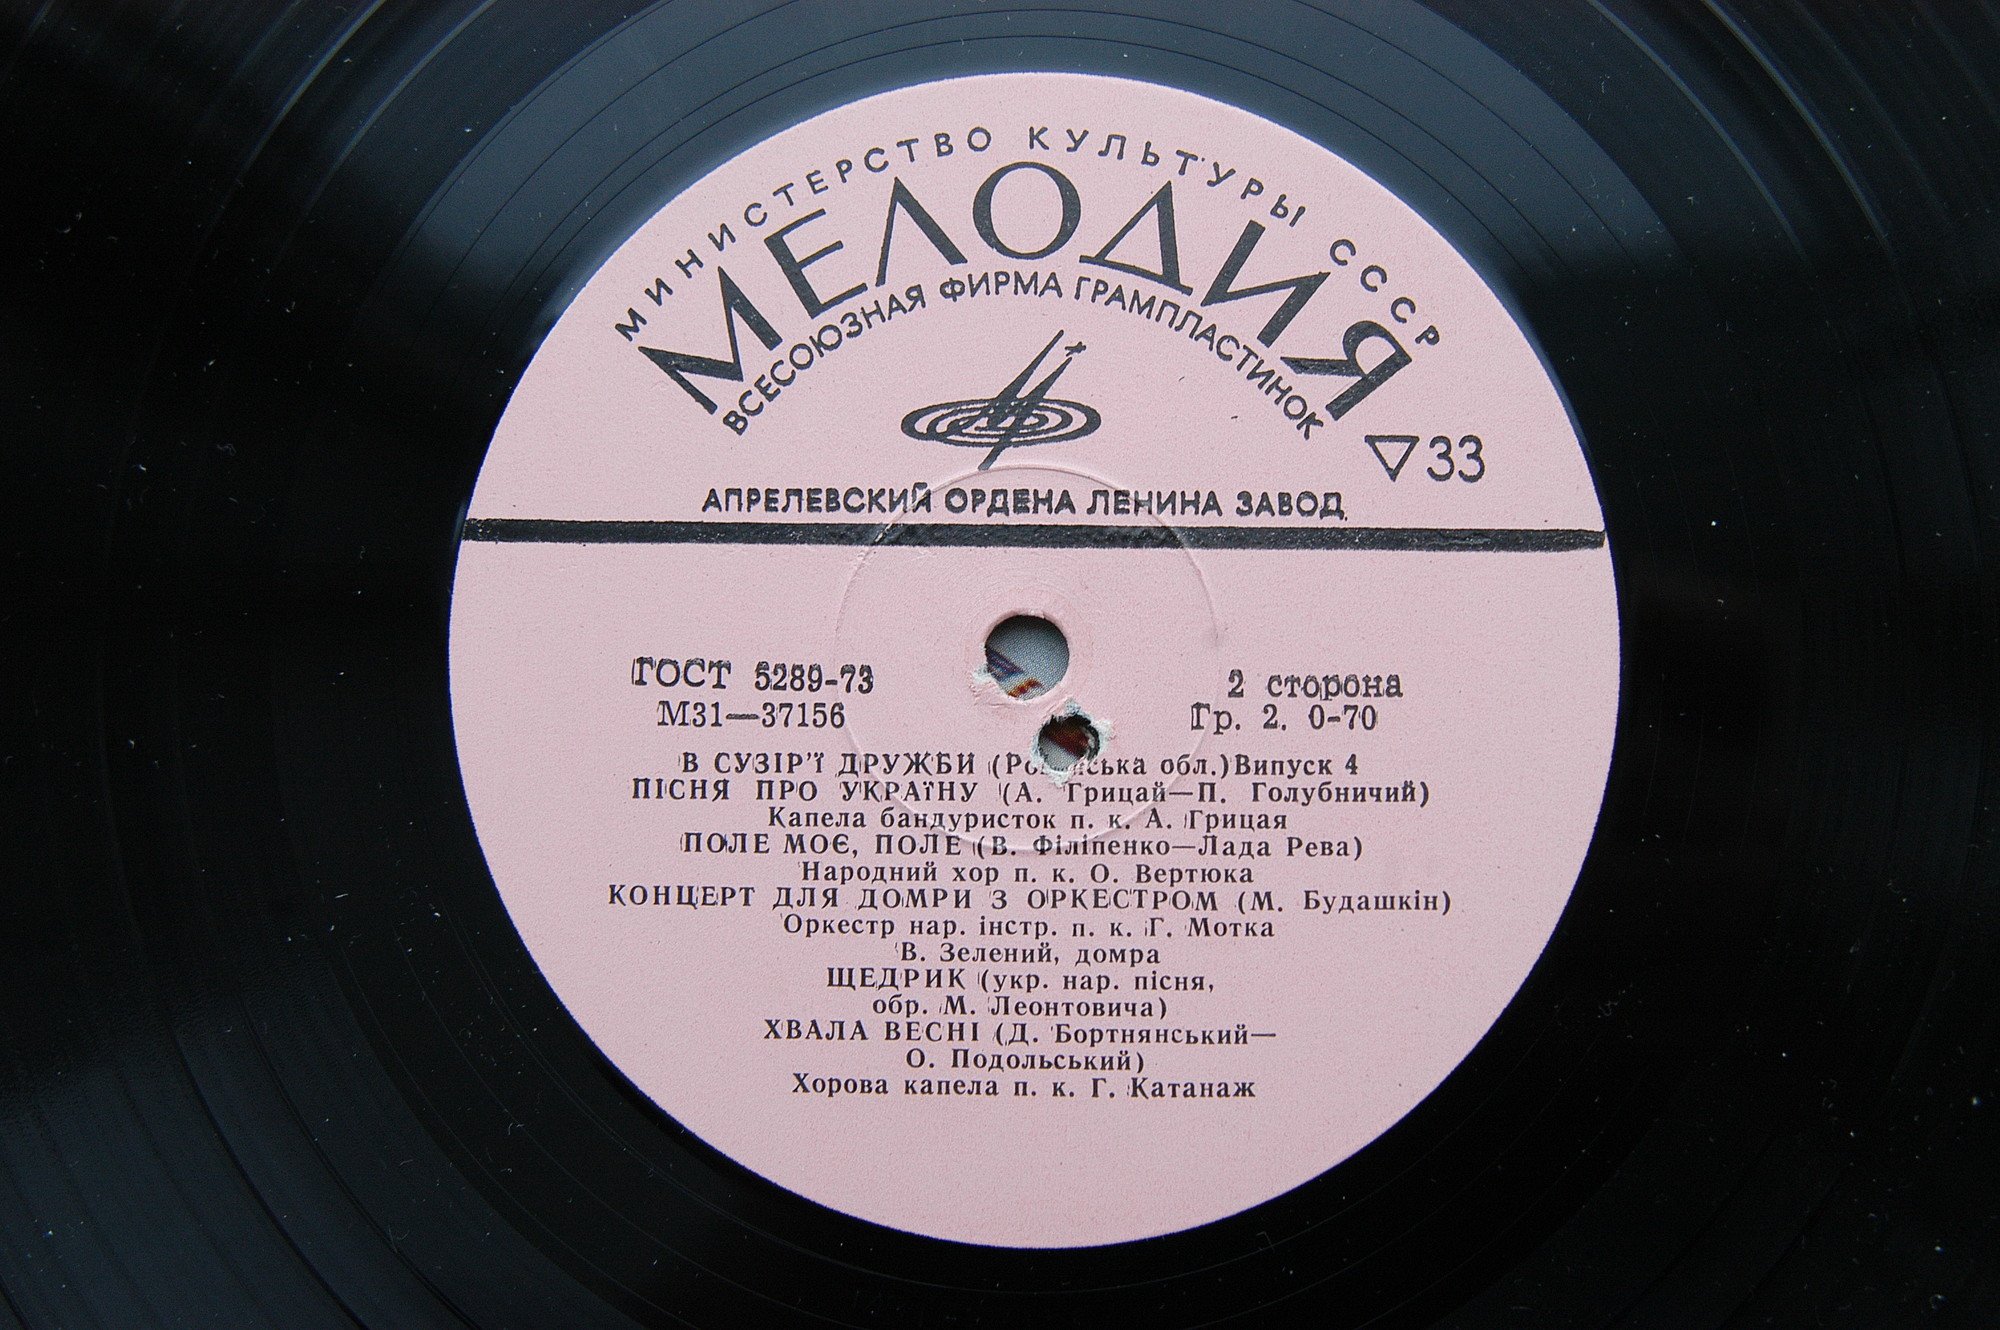 МИНИСТЕРСТВО КУЛЬТУРЫ СССР
МЕЛОДИЯ
ВСЕСОЮЗНАЯ ФИРМА ГРАМПЛАСТИНОК
33
АПРЕЛЕВСКИЙ ОРДЕНА ЛЕНИНА ЗАВОД
ГОСТ 5289-73
М31—37156
2 сторона
Гр. 2. 0-70
В СУЗІР'Ї ДРУЖБИ обл.) Випуск 4
ПІСНЯ ПРО УКРАЇНУ (А. Грицай—П. Голубничий)
Капела бандуристок п. к. А. Грицая
ПОЛЕ МОЄ, ПОЛЕ (В. Філіпенко—Лада Рева)
Народний хор п. к. О. Вертюка
КОНЦЕРТ ДЛЯ ДОМРИ З ОРКЕСТРОМ (М. Будашкін)
Оркестр нар. інстр. п. к. Г. Мотка
В. Зелений, домра
ЩЕДРИК (укр. нар. пісня,
обр. М. Леонтовича)
ХВАЛА ВЕСНІ (Д. Бортнянський—
О. Подольський)
Хорова капела п. к. Г. Катанаж